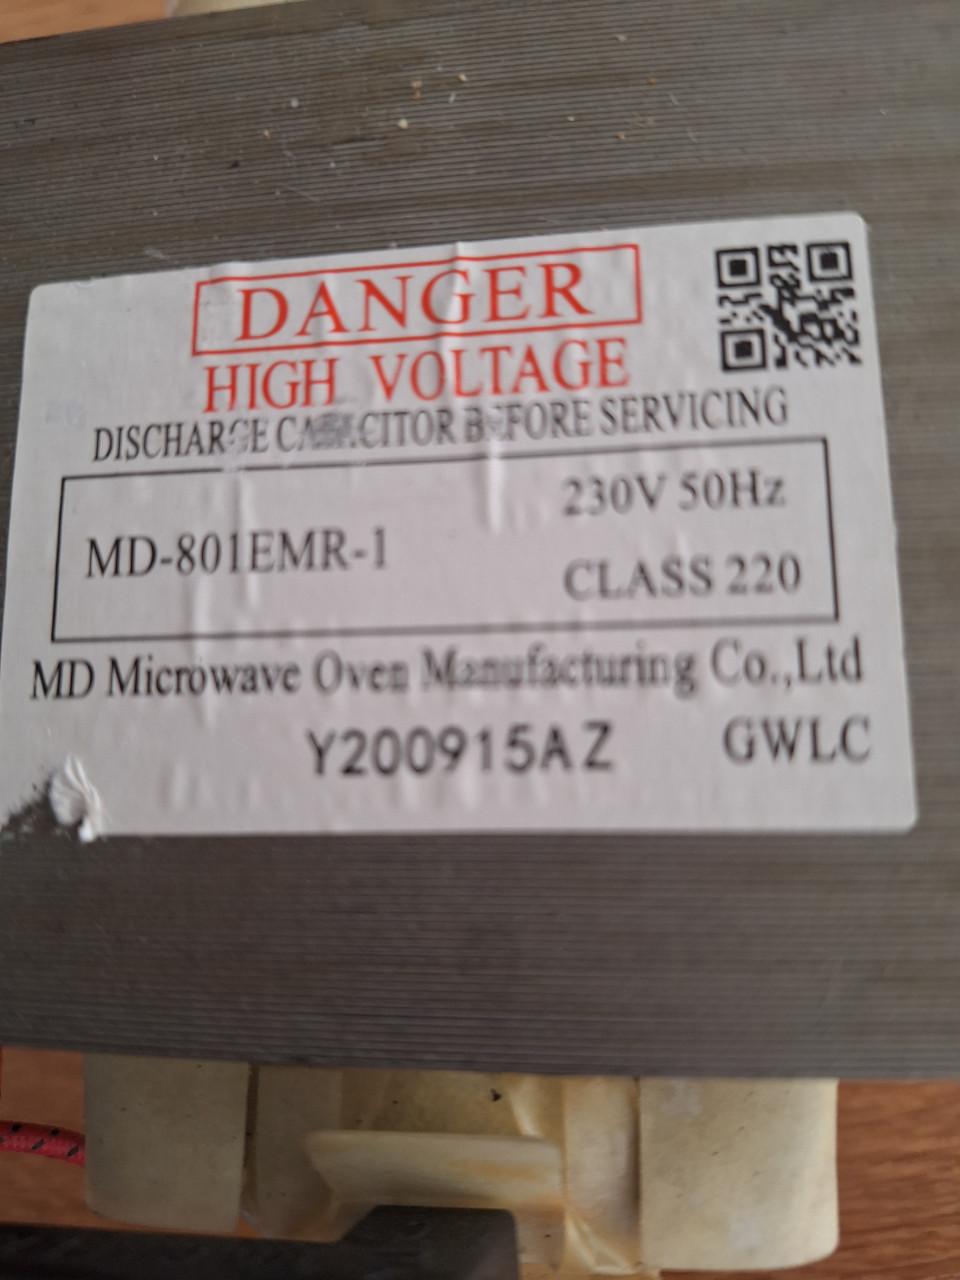 DANGER
HIGH VOLTAGE
DISCHARGE CAPACITOR BEFORE SERVICING
230V 50Hz
MD-801EMR-1
CLASS 220
MD Microwave Oven Manufacturing Co.,Ltd
Y200915AZ GWLC